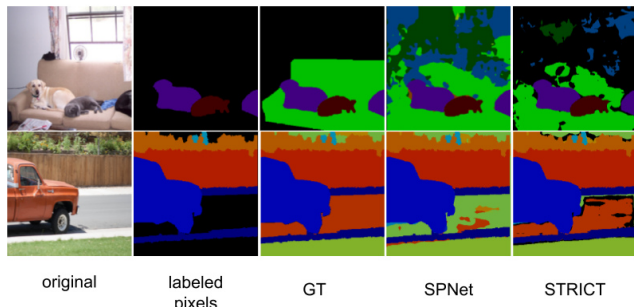 original
labeled
pixels
GT
SPNet
STRICT